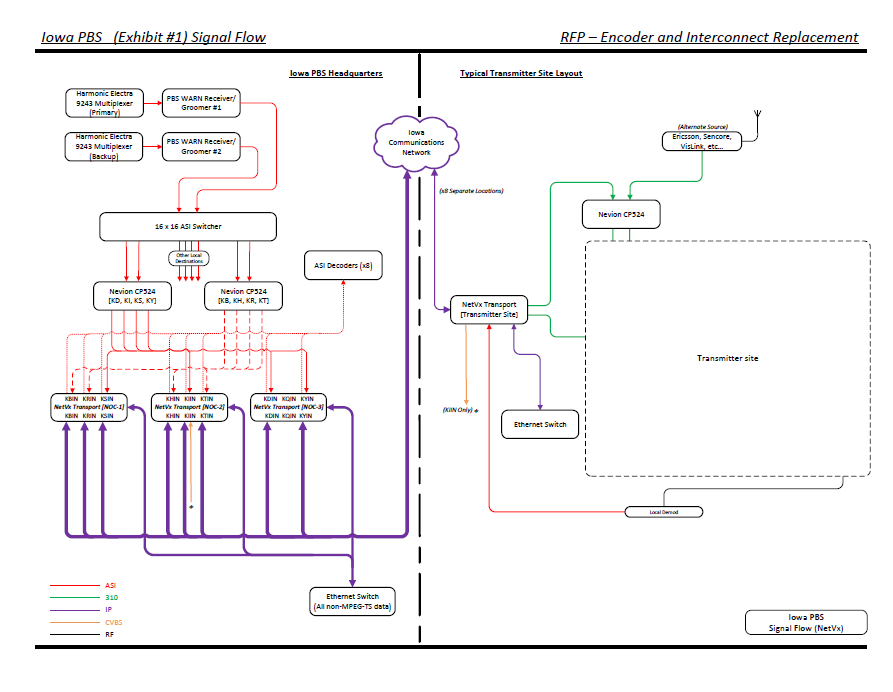 Iowa PBS (Exhibit #1) Signal Flow
RFP – Encoder and Interconnect Replacement
Iowa PBS Headquarters
Typical Transmitter Site Layout
Harmonic Electra
9243 Multiplexer
(Primary)
PBS WARN Receiver/
Groomer #1
Harmonic Electra
9243 Multiplexer
[Backup]
PBS WARN Receiver/
Groomer #2
Iowa
Communications
Network
(Alternate Source)
Ericsson, Sencore,
VisLink, etc...
(x8 Separate Locations)
Nevion CP524
16 x 16 ASI Switcher
Other Local
Destinations
ASI Decoders (x8)
Nevion CP524
[KD, KI, KS, KY]
Nevion CP524
[KB, KH, KR, KT]
NetVx Transport
[Transmitter Site]
Transmitter site
KBIN KRIN KSIN
NetVx Transport [NOC-1]
KBIN KRIN KSIN
KHIN KIIN KTIN
NetVx Transport [NOC-2]
KHIN KIIN KTIN
KDIN KQIN KYIN
NetVx Transport [NOC-3]
KDIN KQIN KYIN
(KIIN Only) *
Ethernet Switch
*
Local Demod
Ethernet Switch
(All non-MPEG-TS data)
ASI
310
IP
CVBS
RF
Iowa PBS
Signal Flow (NetVx)